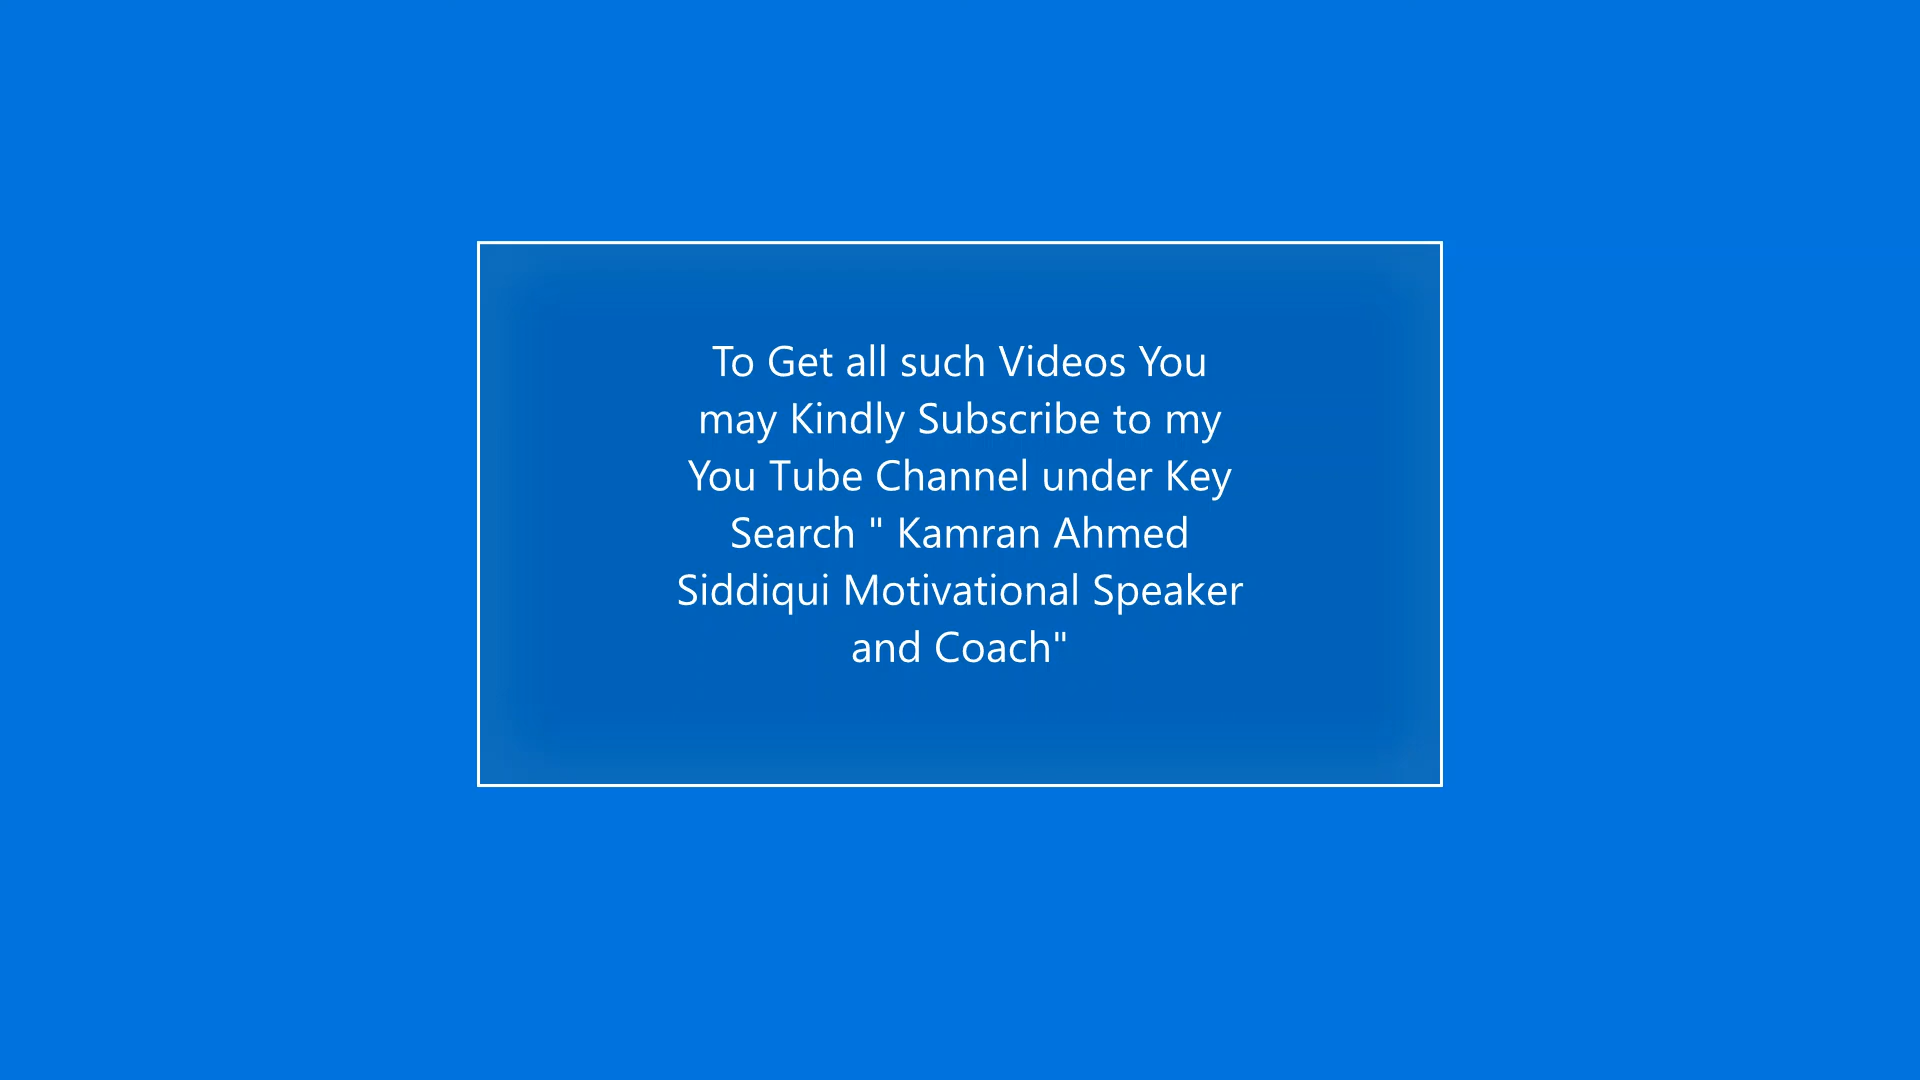 To Get all such Videos You
may Kindly Subscribe to my
You Tube Channel under Key
Search " Kamran Ahmed
Siddiqui Motivational Speaker
and Coach"